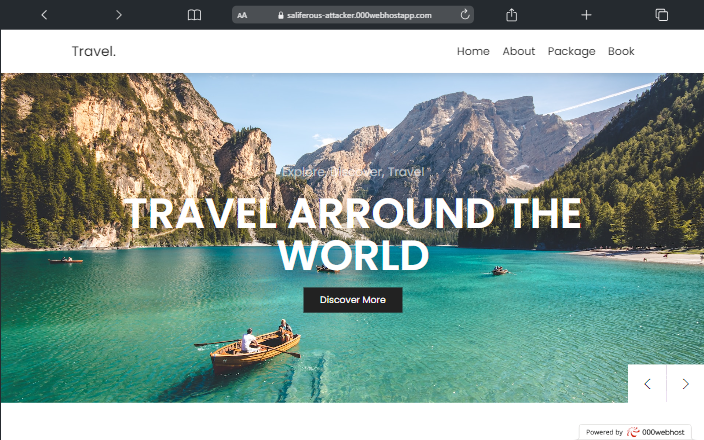 AA saliferous-attacker.000webhostapp.com
Travel. Home About Package Book
Explore, Discover, Travel
TRAVEL ARROUND THE
WORLD
Discover More
Powered by 000webhost